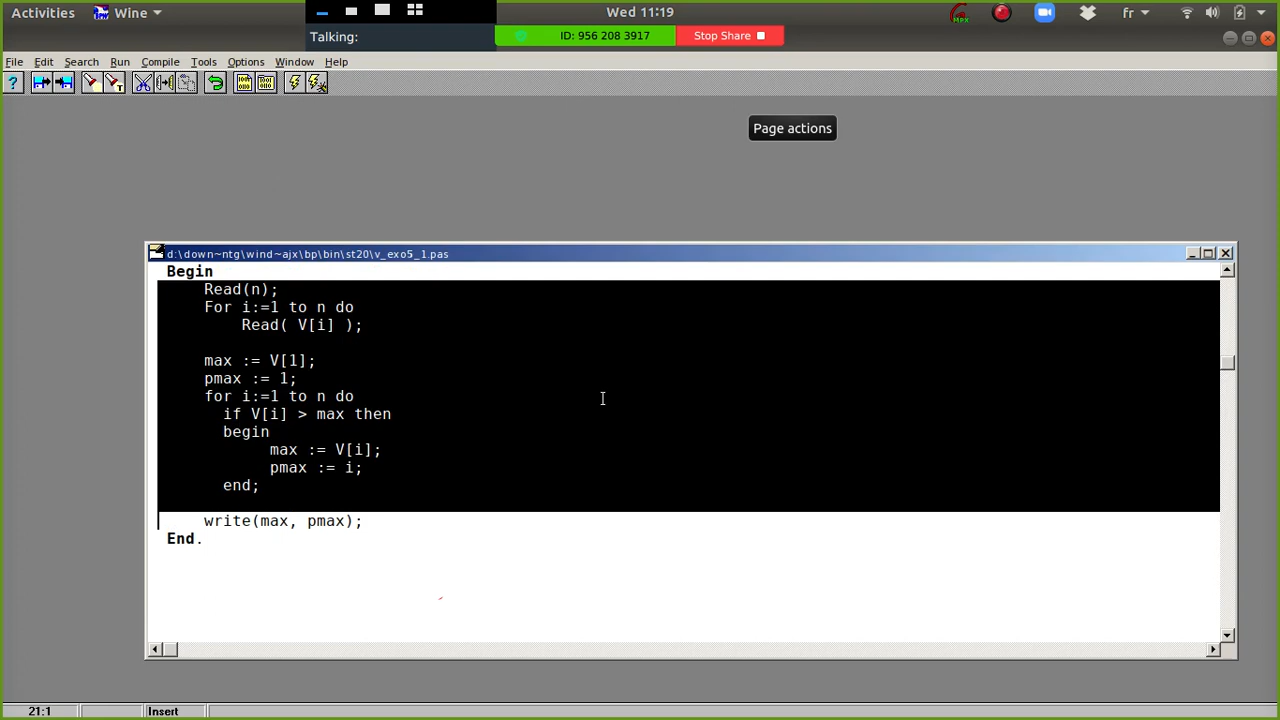 Activities Wine Wed 11:19 MPX fr
Talking: ID: 956 208 3917 Stop Share
File Edit Search Run Compile Tools Options Window Help
Page actions
d:\down~ntg\wind~ajx\bp\bin\st20\v_exo5_1.pas
Begin
Read(n);
For i:=1 to n do
Read( V[i] );
max := V[1];
pmax := 1;
for i:=1 to n do
if V[i] > max then
begin
max := V[i];
pmax := i;
end;
write(max, pmax);
End.
21:1 Insert